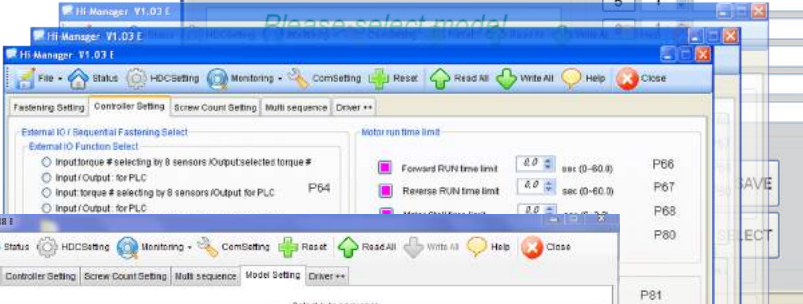 5 1
Hi-Manager V1.03 E
Please select model
Hi-Manager V1.03 E
Hi-Manager V1.03 E
File Status HDCSetting Monitoring ComSetting Reset Read All Write All Help Close
Fastening Setting Controller Setting Screw Count Setting Multi sequence Driver ++
External IO / Sequential Fastening Select
Motor run time limit
External IO Function Select
Input:torque # selecting by 8 sensors /Output:selected torque #
Forward RUN time limit 0.0 sec (0~60.0) P66
Input / Output : for PLC
P64
Input: torque # selecting by 8 sensors /Output for PLC
Reverse RUN time limit 0.0 sec (0~60.0) P67
SAVE
Input / Output : for PLC
P68
P80
Status HDCSetting Monitoring ComSetting Reset Read All Write All Help Close
Controller Setting Screw Count Setting Multi sequence Model Setting Driver ++
P81